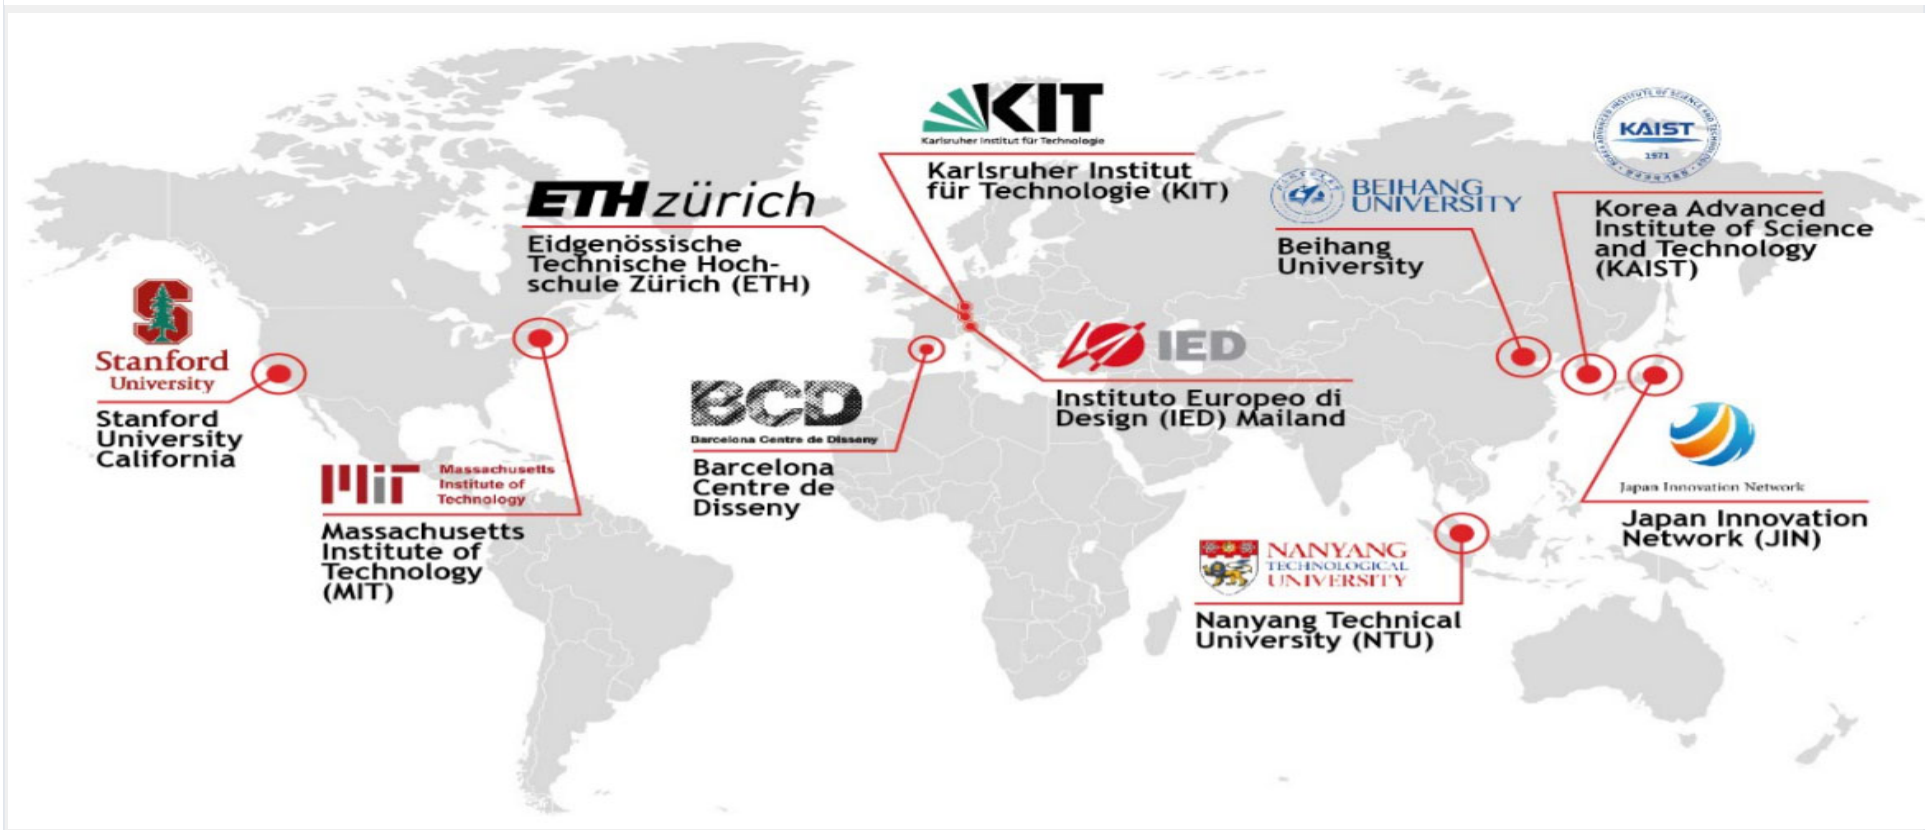 KIT
Karlsruher Institut für Technologie
Karlsruher Institut
für Technologie (KIT)
KAIST
1971
Korea Advanced
Institute of Science
and Technology
(KAIST)
BEIHANG
UNIVERSITY
Beihang
University
ETH zürich
Eidgenössische
Technische Hoch-
schule Zürich (ETH)
S
Stanford
University
Stanford
University
California
IED
Instituto Europeo di
Design (IED) Mailand
BCD
Barcelona Centre de Disseny
Barcelona
Centre de
Disseny
MIT
Massachusetts
Institute of
Technology
Massachusetts
Institute of
Technology
(MIT)
Japan Innovation Network
Japan Innovation
Network (JIN)
NANYANG
TECHNOLOGICAL
UNIVERSITY
Nanyang Technical
University (NTU)